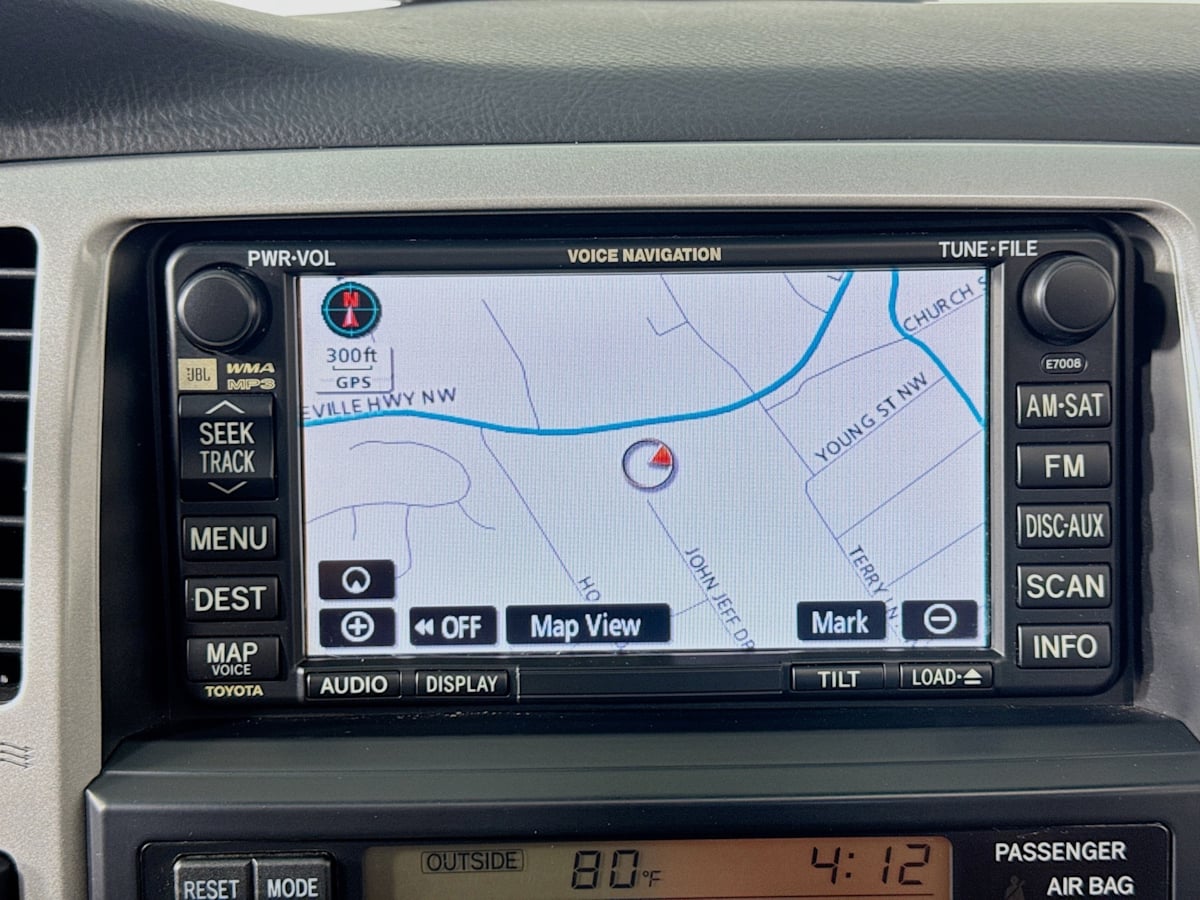 PWR·VOL
VOICE NAVIGATION
TUNE·FILE
N
300ft
GPS
EVILLE HWY NW
CHURCH S
YOUNG ST NW
JOHN JEFF DR
TERRY LN
HO
OFF
Map View
Mark
JBL
WMA
MP3
SEEK
TRACK
MENU
DEST
MAP
VOICE
TOYOTA
E7008
AM·SAT
FM
DISC·AUX
SCAN
INFO
AUDIO
DISPLAY
TILT
LOAD·
RESET
MODE
OUTSIDE
80°F
4:12
PASSENGER
AIR BAG